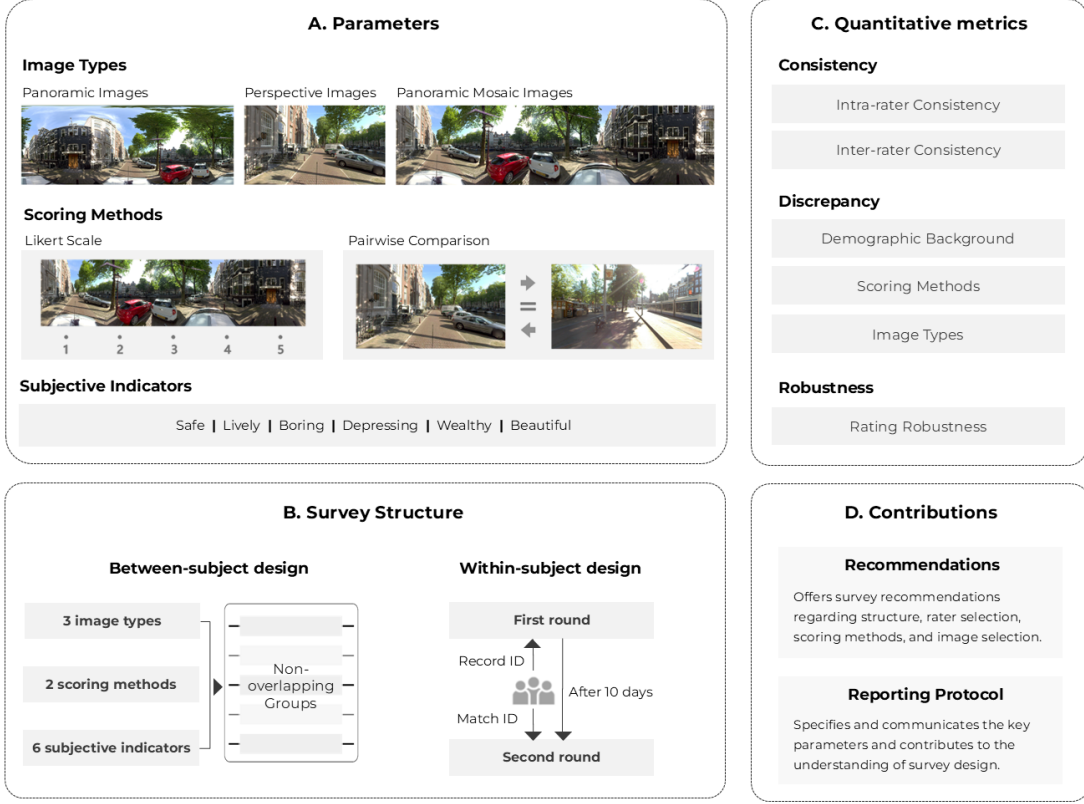 A. Parameters
Image Types
Panoramic Images
Perspective Images
Panoramic Mosaic Images
Scoring Methods
Likert Scale
1 2 3 4 5
Pairwise Comparison
=
Subjective Indicators
Safe | Lively | Boring | Depressing | Wealthy | Beautiful
B. Survey Structure
Between-subject design
3 image types
2 scoring methods
6 subjective indicators
Non-
overlapping
Groups
Within-subject design
First round
Record ID
After 10 days
Match ID
Second round
C. Quantitative metrics
Consistency
Intra-rater Consistency
Inter-rater Consistency
Discrepancy
Demographic Background
Scoring Methods
Image Types
Robustness
Rating Robustness
D. Contributions
Recommendations
Offers survey recommendations
regarding structure, rater selection,
scoring methods, and image selection.
Reporting Protocol
Specifies and communicates the key
parameters and contributes to the
understanding of survey design.